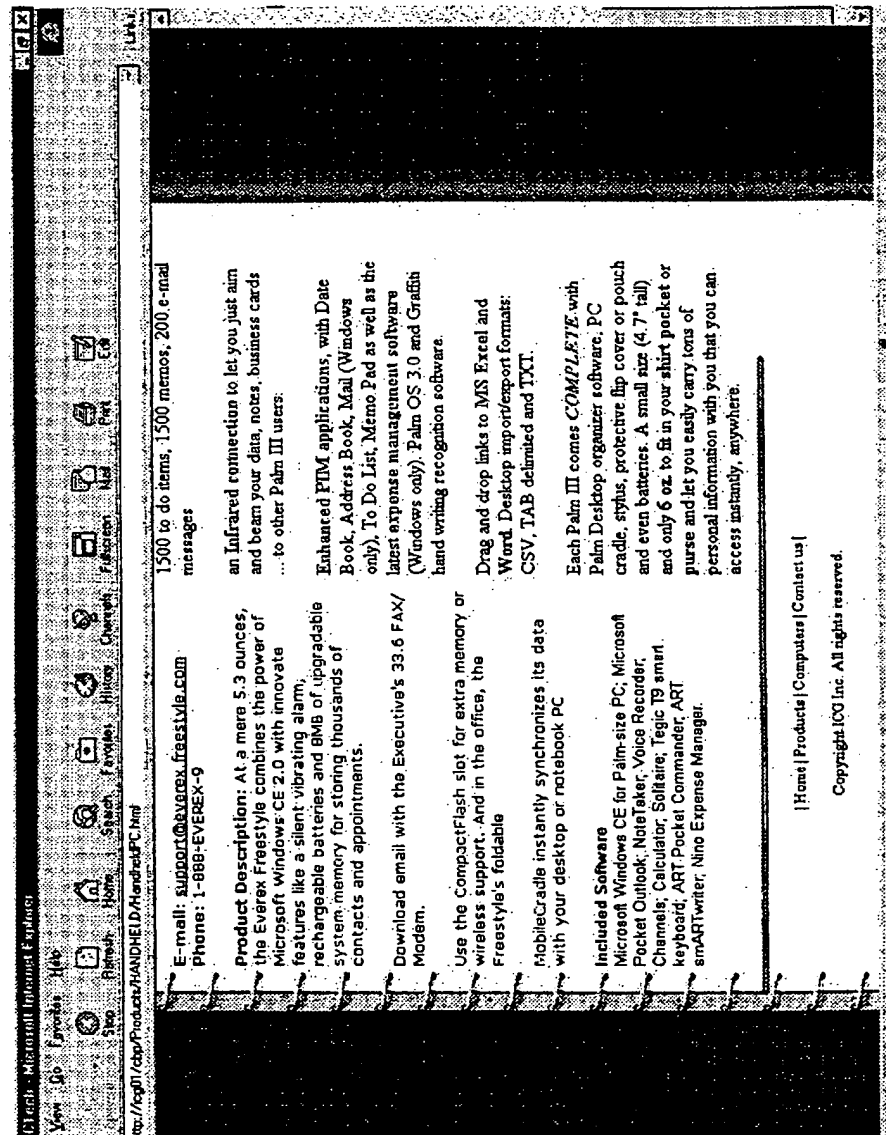 - Microsoft Internet Explorer
View Go Favorites Help
Stop Refresh Home Search Favorites History Channels Fullscreen Mail Print Edit
Links
http://icg01/cbp/Products/HANDHELD/HandheldPC.html
E-mail: support@everex.freestyle.com
Phone: 1-888-EVEREX-9
Product Description: At a mere 5.3 ounces,
the Everex Freestyle combines the power of
Microsoft Windows CE 2.0 with innovate
features like a silent vibrating alarm,
rechargeable batteries and 8MB of upgradable
system memory for storing thousands of
contacts and appointments.
Download email with the Executive's 33.6 FAX/
Modem.
Use the CompactFlash slot for extra memory or
wireless support. And in the office, the
Freestyle's foldable
MobileCradle instantly synchronizes its data
with your desktop or notebook PC
Included Software
Microsoft Windows CE for Palm-size PC; Microsoft
Pocket Outlook; NoteTaker; Voice Recorder;
Channels; Calculator; Solitaire; Tegic T9 smart
keyboard; ART Pocket Commander; ART
smARTwriter; Nino Expense Manager.
1500 to do items, 1500 memos, 200 e-mail
messages
an Infrared connection to let you just aim
and beam your data, notes, business cards
... to other Palm III users:
Enhanced PIM applications, with Date
Book, Address Book, Mail (Windows
only), To Do List, Memo Pad as well as the
latest expense management software
(Windows only). Palm OS 3.0 and Graffiti
hand writing recognition software.
Drag and drop links to MS Excel and
Word. Desktop import/export formats:
CSV, TAB delimited and TXT.
Each Palm III comes COMPLETE with
Palm Desktop organizer software, PC
cradle, stylus, protective flip cover or pouch
and even batteries. A small size (4.7" tall)
and only 6 oz. to fit in your shirt pocket or
purse and let you easily carry tons of
personal information with you that you can
access instantly, anywhere.
| Home | Products | Computers | Contact us |
Copyright ICG Inc. All rights reserved.